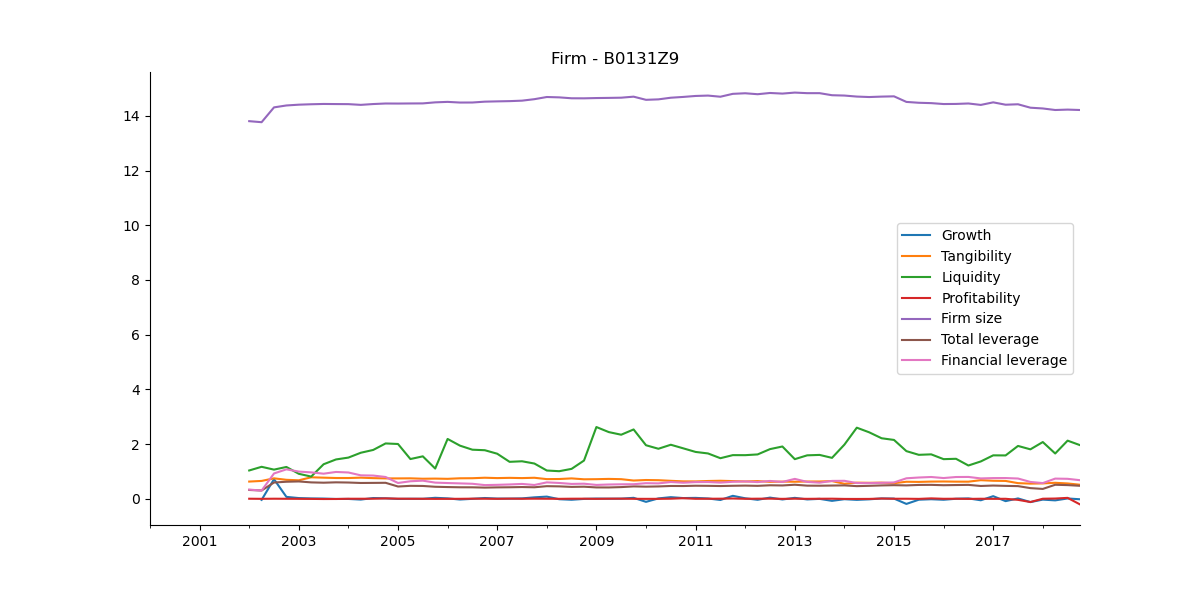 Firm - B0131Z9
14
12
10
8
6
4
2
0
Growth
Tangibility
Liquidity
Profitability
Firm size
Total leverage
Financial leverage
2001 2003 2005 2007 2009 2011 2013 2015 2017